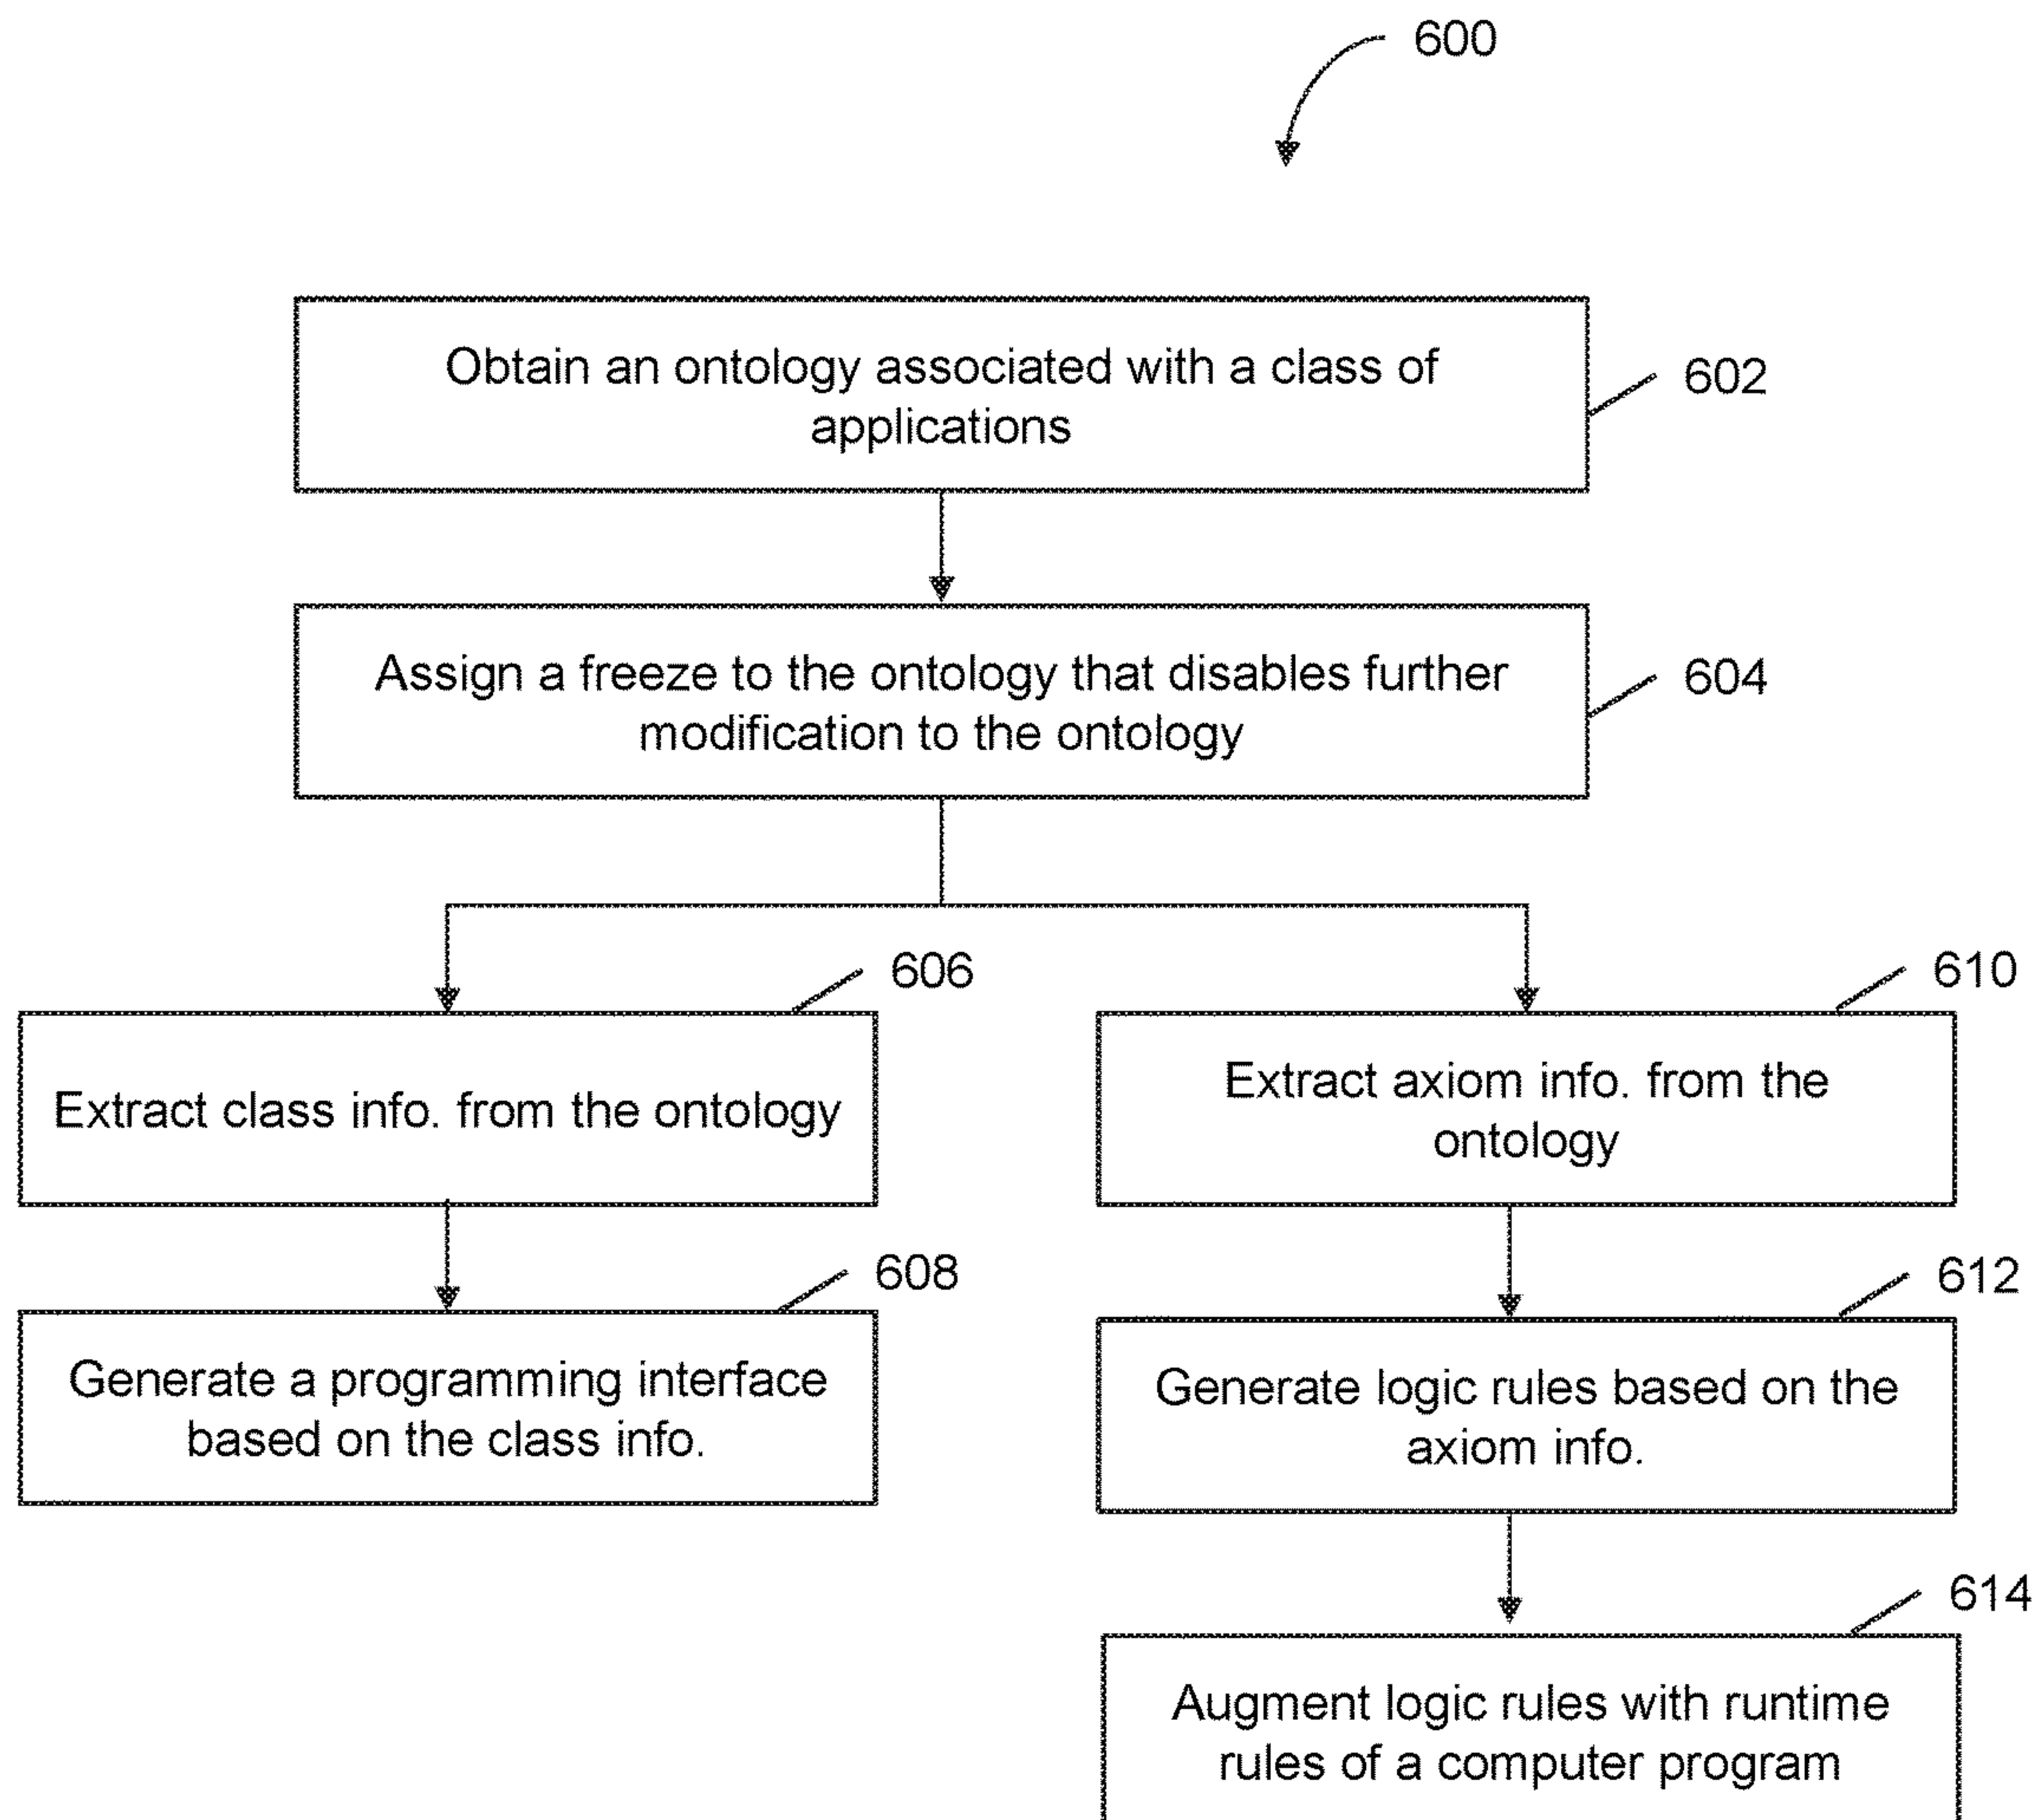 600
Obtain an ontology associated with a class of
applications
602
Assign a freeze to the ontology that disables further
modification to the ontology
604
606
Extract class info. from the ontology
610
Extract axiom info. from the
ontology
608
Generate a programming interface
based on the class info.
612
Generate logic rules based on the
axiom info.
614
Augment logic rules with runtime
rules of a computer program